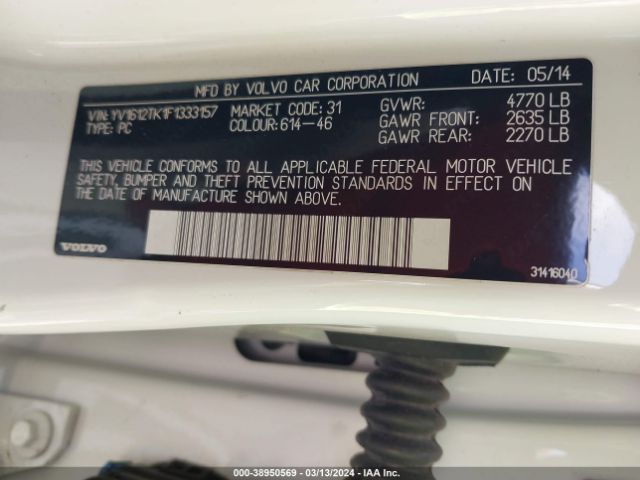 MFD BY VOLVO CAR CORPORATION DATE: 05/14
VIN: YV1612TK1F1333157 MARKET CODE: 31 GVWR: 4770 LB
TYPE: PC COLOUR: 614-46 GAWR FRONT: 2635 LB
GAWR REAR: 2270 LB
THIS VEHICLE CONFORMS TO ALL APPLICABLE FEDERAL MOTOR VEHICLE
SAFETY, BUMPER AND THEFT PREVENTION STANDARDS IN EFFECT ON
THE DATE OF MANUFACTURE SHOWN ABOVE.
VOLVO
31416040
000-38950569 — 03/13/2024 — IAA Inc.